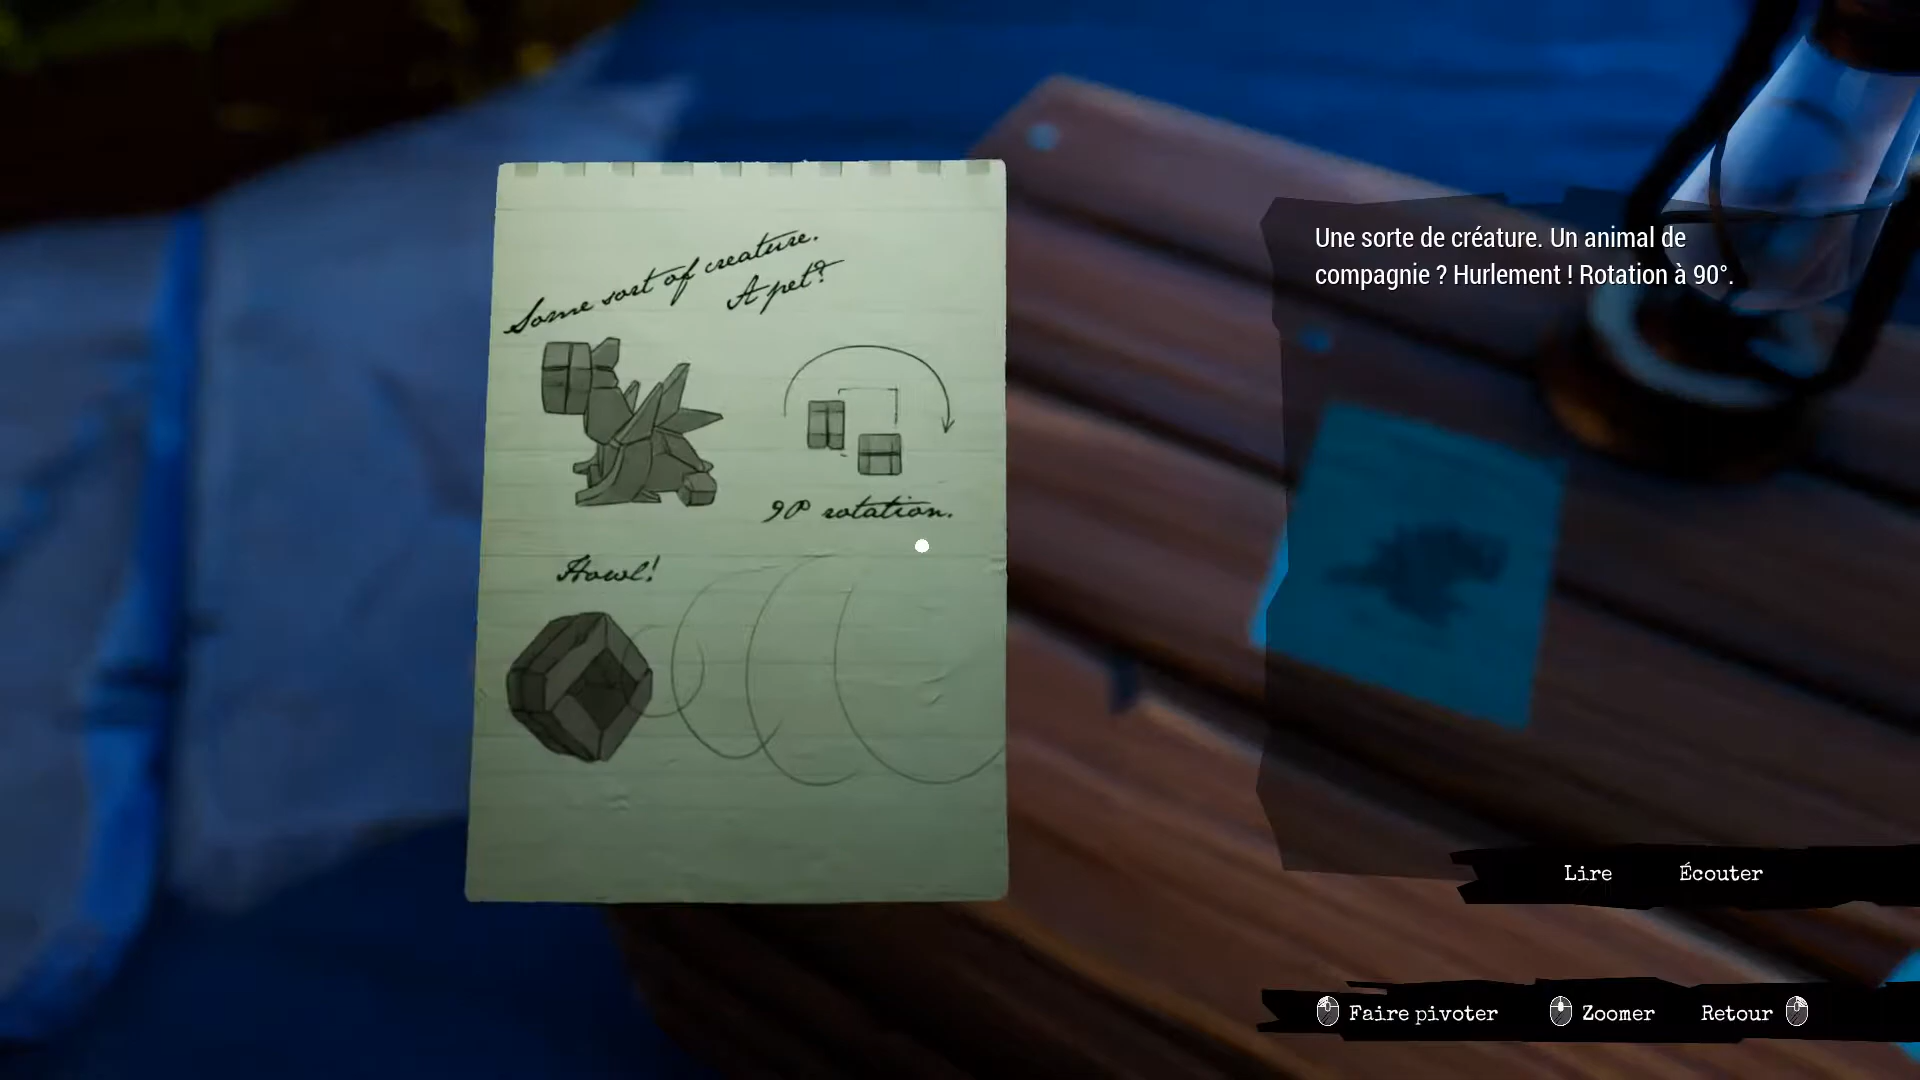 Some sort of creature.
A pet?
90° rotation.
Howl!
Une sorte de créature. Un animal de
compagnie ? Hurlement ! Rotation à 90°.
Lire
Écouter
Faire pivoter
Zoomer
Retour